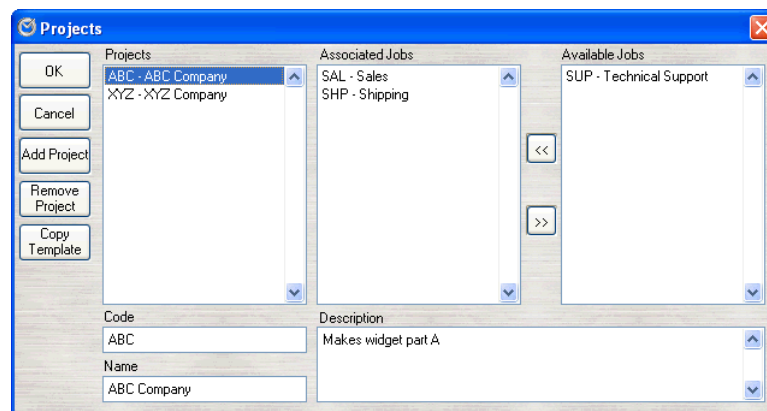 Projects
OK
Cancel
Add Project
Remove
Project
Copy
Template
Projects
ABC - ABC Company
XYZ - XYZ Company
Associated Jobs
SAL - Sales
SHP - Shipping
<<
>>
Available Jobs
SUP - Technical Support
Code
ABC
Name
ABC Company
Description
Makes widget part A